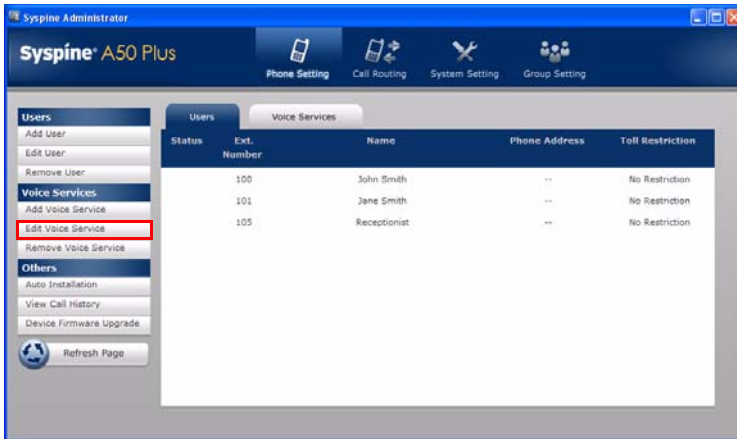 Syspine Administrator
Syspine® A50 Plus
Phone Setting
Call Routing
System Setting
Group Setting
Users
Add User
Edit User
Remove User
Voice Services
Add Voice Service
Edit Voice Service
Remove Voice Service
Others
Auto Installation
View Call History
Device Firmware Upgrade
Refresh Page
Users Voice Services
Status Ext. Number Name Phone Address Toll Restriction
100 John Smith -- No Restriction
101 Jane Smith -- No Restriction
105 Receptionist -- No Restriction